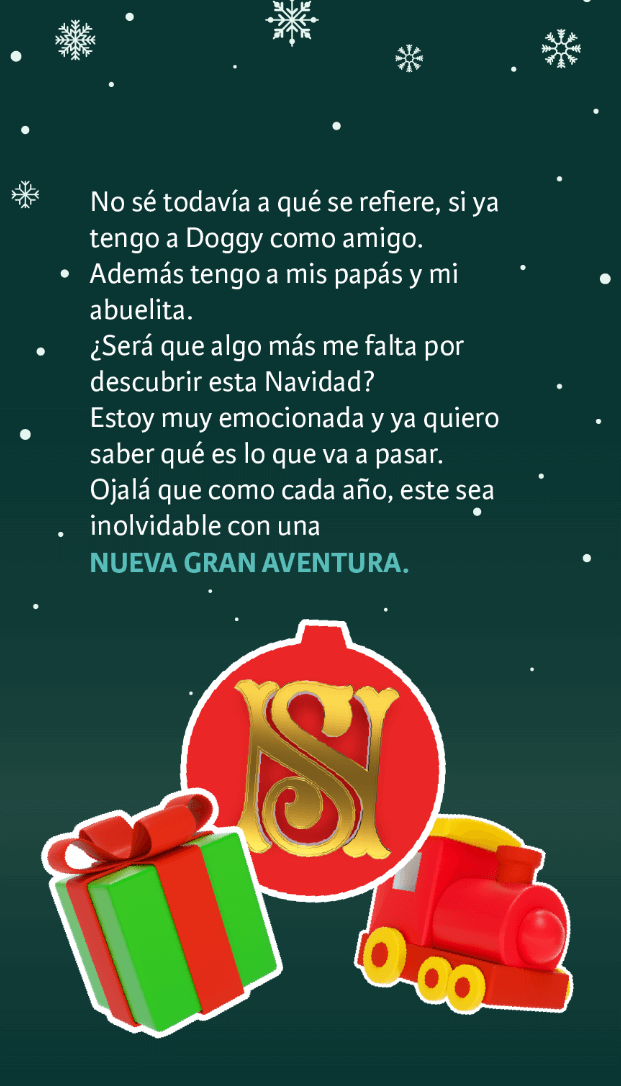 No sé todavía a qué se refiere, si ya
tengo a Doggy como amigo.
Además tengo a mis papás y mi
abuelita.
¿Será que algo más me falta por
descubrir esta Navidad?
Estoy muy emocionada y ya quiero
saber qué es lo que va a pasar.
Ojalá que como cada año, este sea
inolvidable con una
NUEVA GRAN AVENTURA.
NS